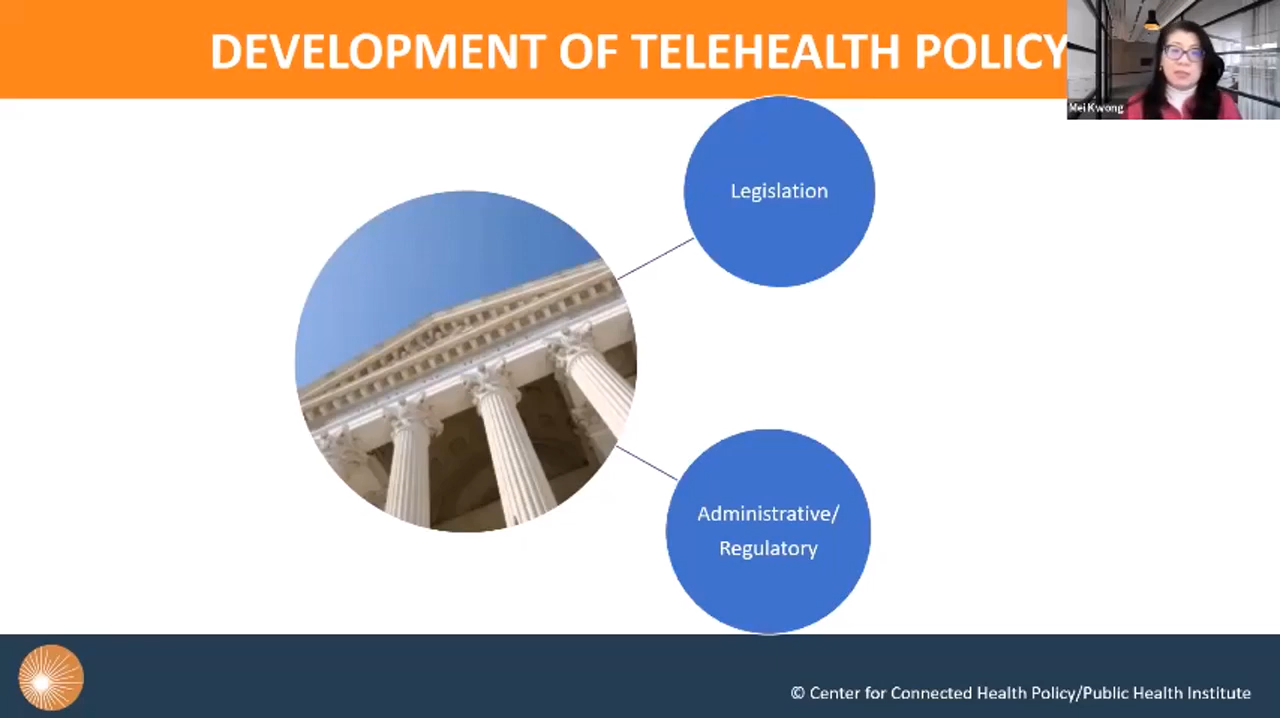 DEVELOPMENT OF TELEHEALTH POLICY
Mei Kwong
Legislation
Administrative/
Regulatory
© Center for Connected Health Policy/Public Health Institute